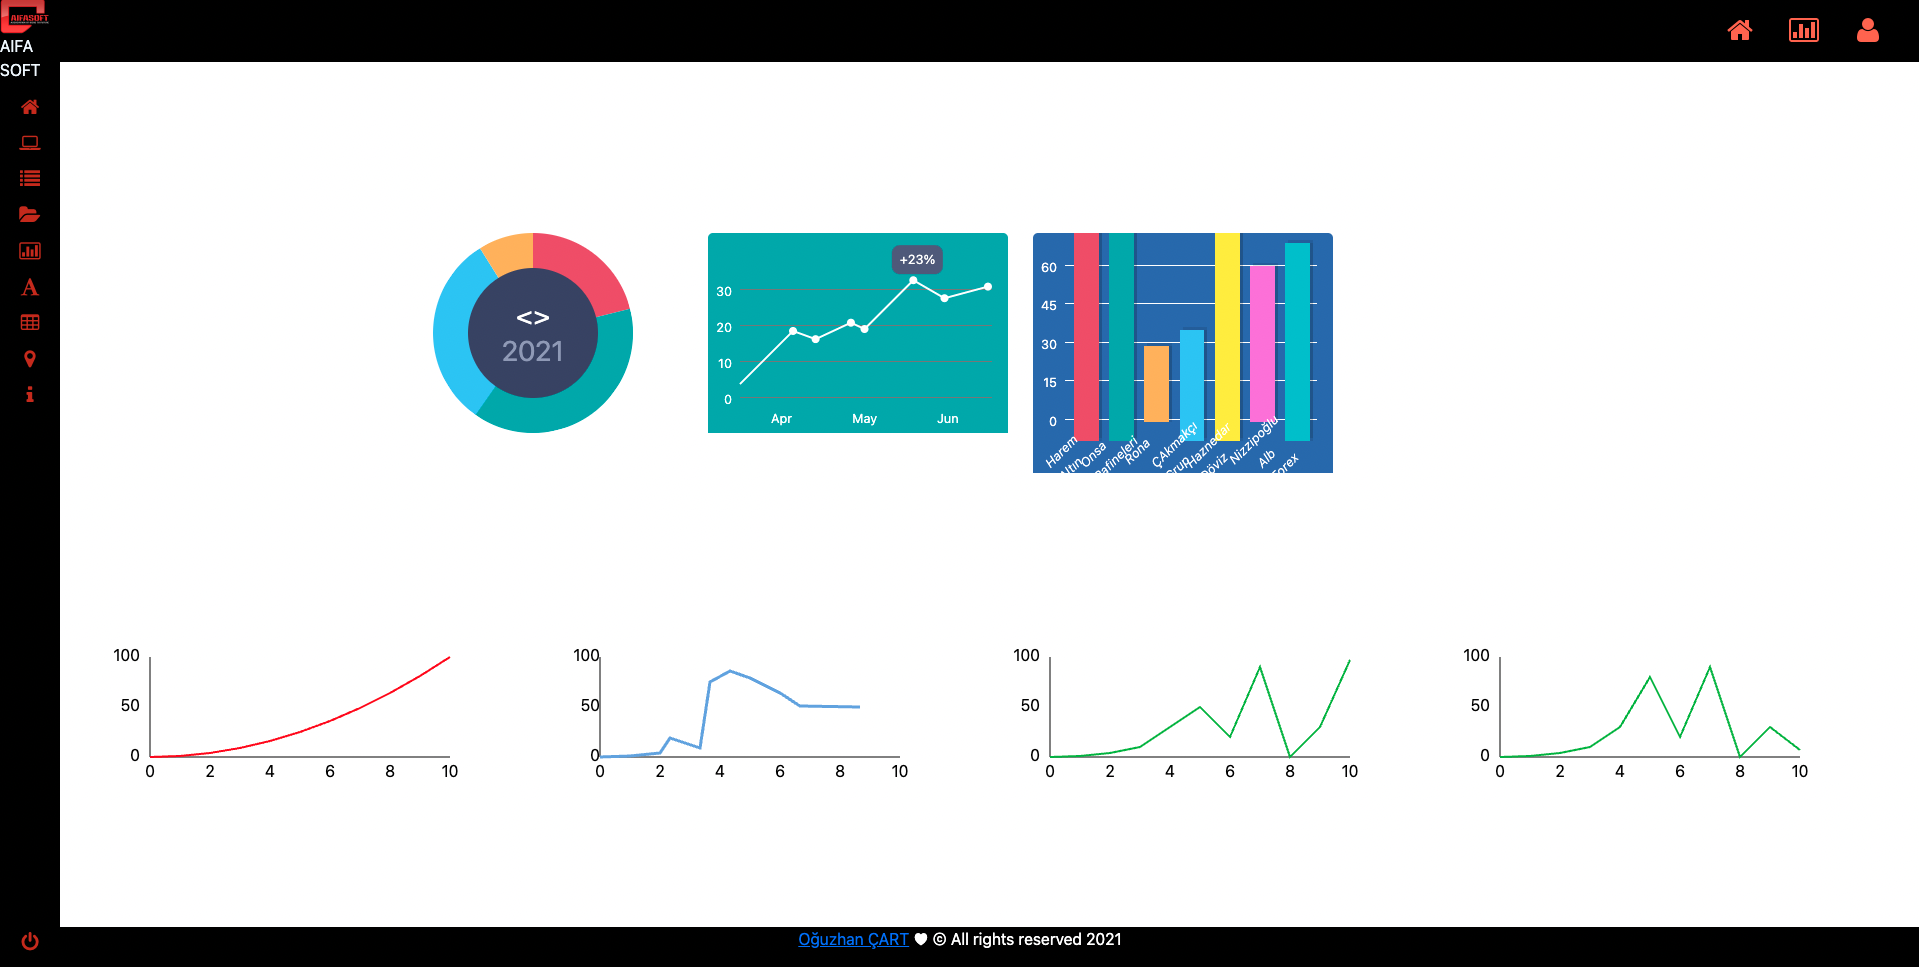 AIFASOFT
AIFA
SOFT
<>
2021
+23%
30
20
10
0
Apr May Jun
60
45
30
15
0
Harem
Onsa
Rafineleri
Rona
ÇAkmakçı
Grup
Haznedar
Döviz
Nizzipoğlu
Alb
Forex
100
50
0
0 2 4 6 8 10
100
50
0
0 2 4 6 8 10
100
50
0
0 2 4 6 8 10
100
50
0
0 2 4 6 8 10
Oğuzhan ÇART ♥ © All rights reserved 2021